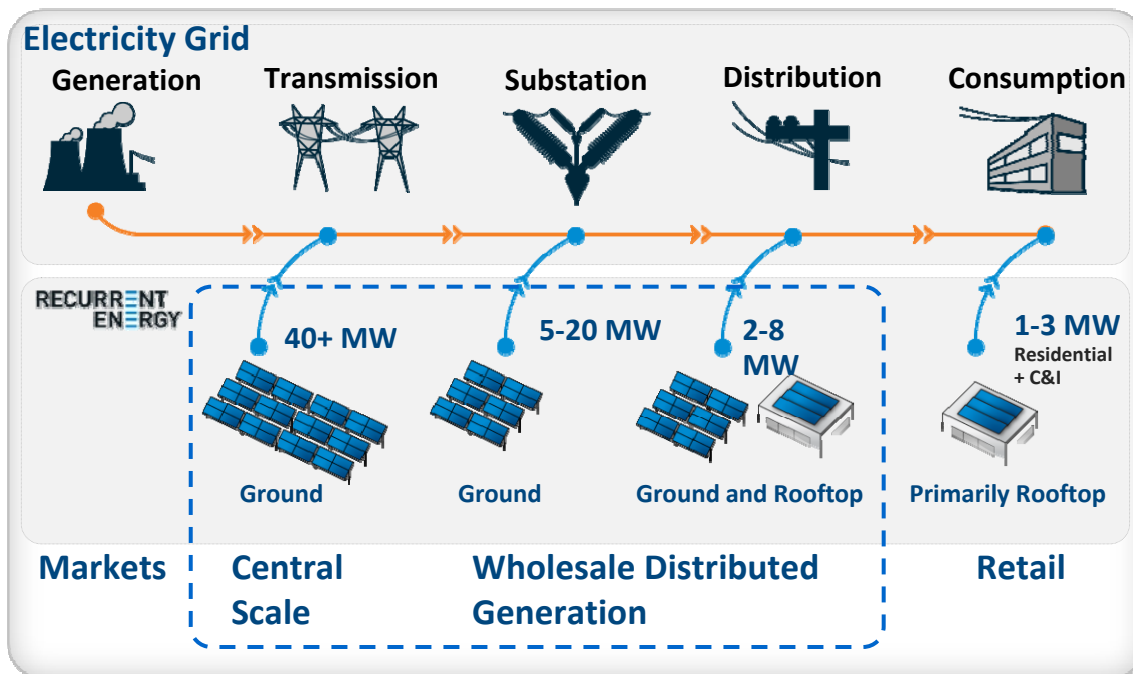 Electricity Grid
Generation
Transmission
Substation
Distribution
Consumption
RECURRENT
ENERGY
40+ MW
5-20 MW
2-8
MW
1-3 MW
Residential
+ C&I
Ground
Ground
Ground and Rooftop
Primarily Rooftop
Markets
Central
Scale
Wholesale Distributed
Generation
Retail